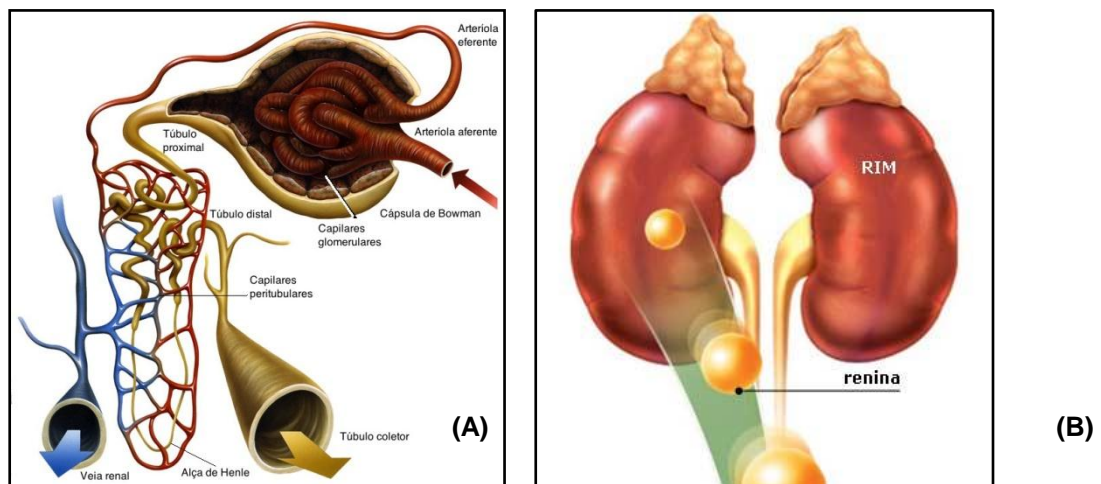 Arteríola
eferente
Arteríola aferente
Túbulo
proximal
Cápsula de Bowman
Túbulo distal
Capilares
glomerulares
Capilares
peritubulares
Túbulo coletor
Veia renal
Alça de Henle
(A)
RIM
renina
(B)